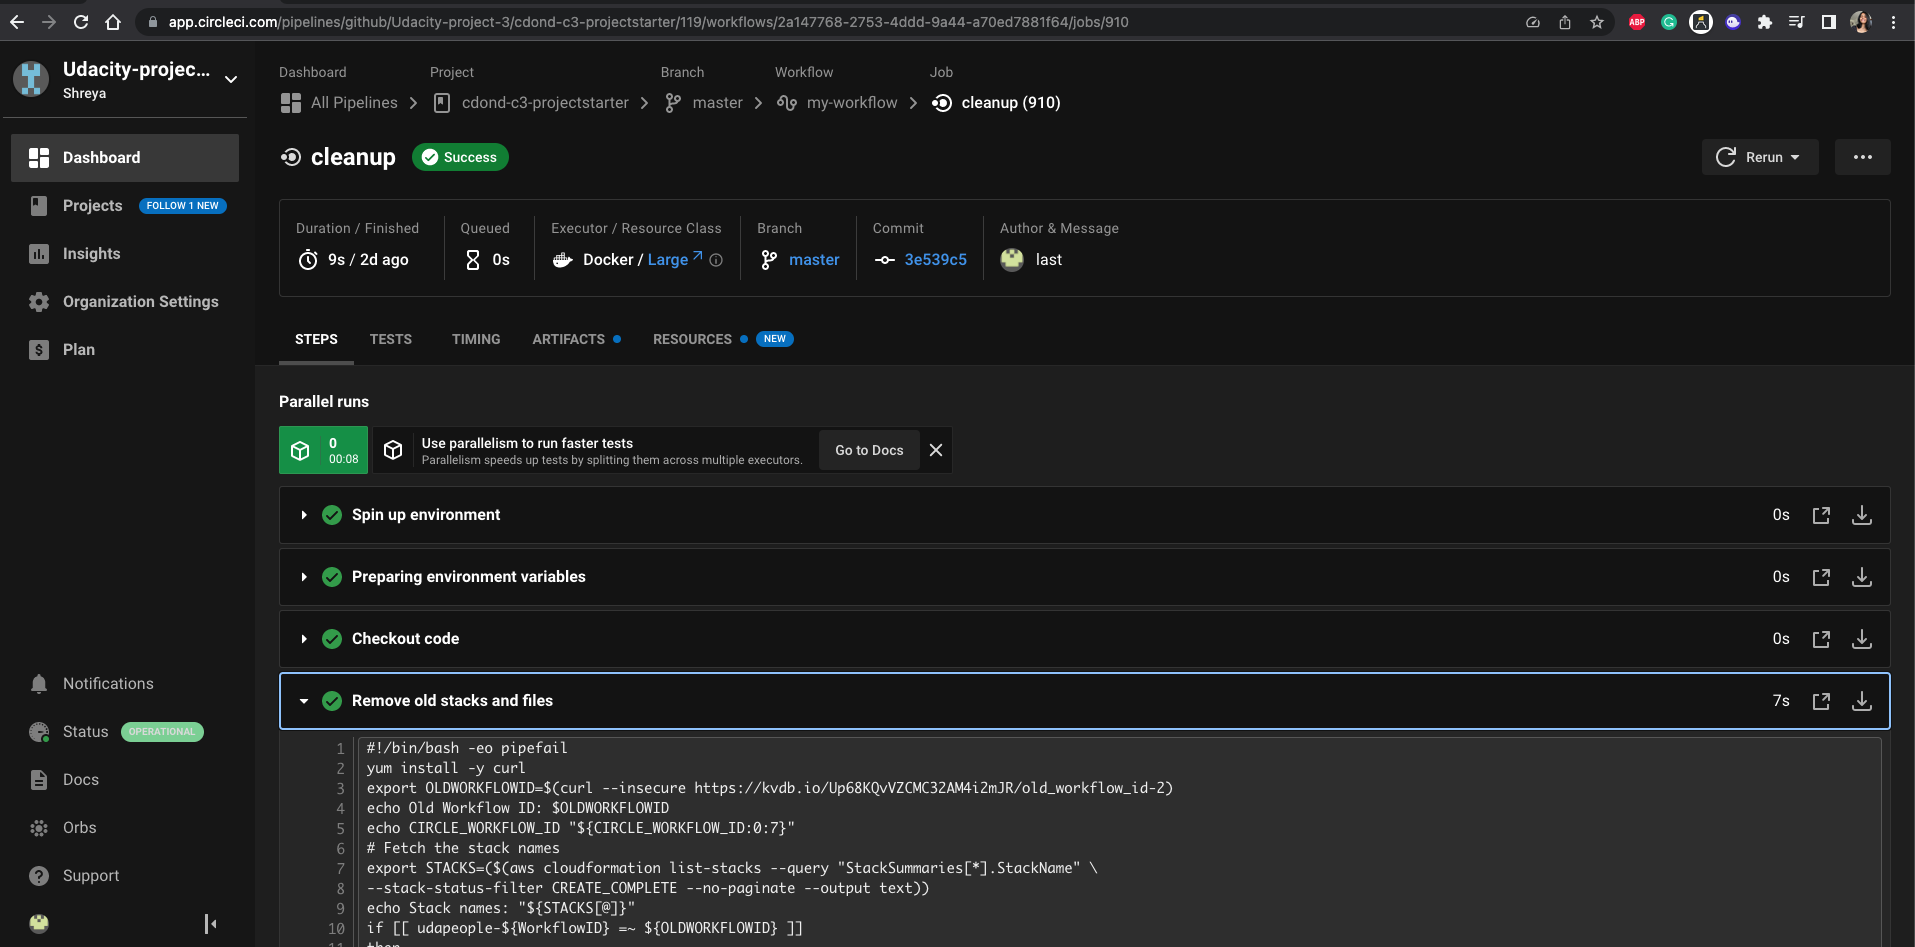 app.circleci.com/pipelines/github/Udacity-project-3/cdond-c3-projectstarter/119/workflows/2a147768-2753-4ddd-9a44-a70ed7881f64/jobs/910
ABP
Udacity-projec...
Shreya
Dashboard
Projects FOLLOW 1 NEW
Insights
Organization Settings
Plan
Notifications
Status OPERATIONAL
Docs
Orbs
Support
Dashboard Project Branch Workflow Job
All Pipelines cdond-c3-projectstarter master my-workflow cleanup (910)
cleanup Success
Rerun
Duration / Finished Queued Executor / Resource Class Branch Commit Author & Message
9s / 2d ago 0s Docker / Large master 3e539c5 last
STEPS TESTS TIMING ARTIFACTS RESOURCES NEW
Parallel runs
0
00:08
Use parallelism to run faster tests
Parallelism speeds up tests by splitting them across multiple executors.
Go to Docs
Spin up environment 0s
Preparing environment variables 0s
Checkout code 0s
Remove old stacks and files 7s
1 #!/bin/bash -eo pipefail
2 yum install -y curl
3 export OLDWORKFLOWID=$(curl --insecure https://kvdb.io/Up68KQvVZCMC32AM4i2mJR/old_workflow_id-2)
4 echo Old Workflow ID: $OLDWORKFLOWID
5 echo CIRCLE_WORKFLOW_ID "${CIRCLE_WORKFLOW_ID:0:7}"
6 # Fetch the stack names
7 export STACKS=($(aws cloudformation list-stacks --query "StackSummaries[*].StackName" \
8 --stack-status-filter CREATE_COMPLETE --no-paginate --output text))
9 echo Stack names: "${STACKS[@]}"
10 if [[ udapeople-${WorkflowID} =~ ${OLDWORKFLOWID} ]]
11 then